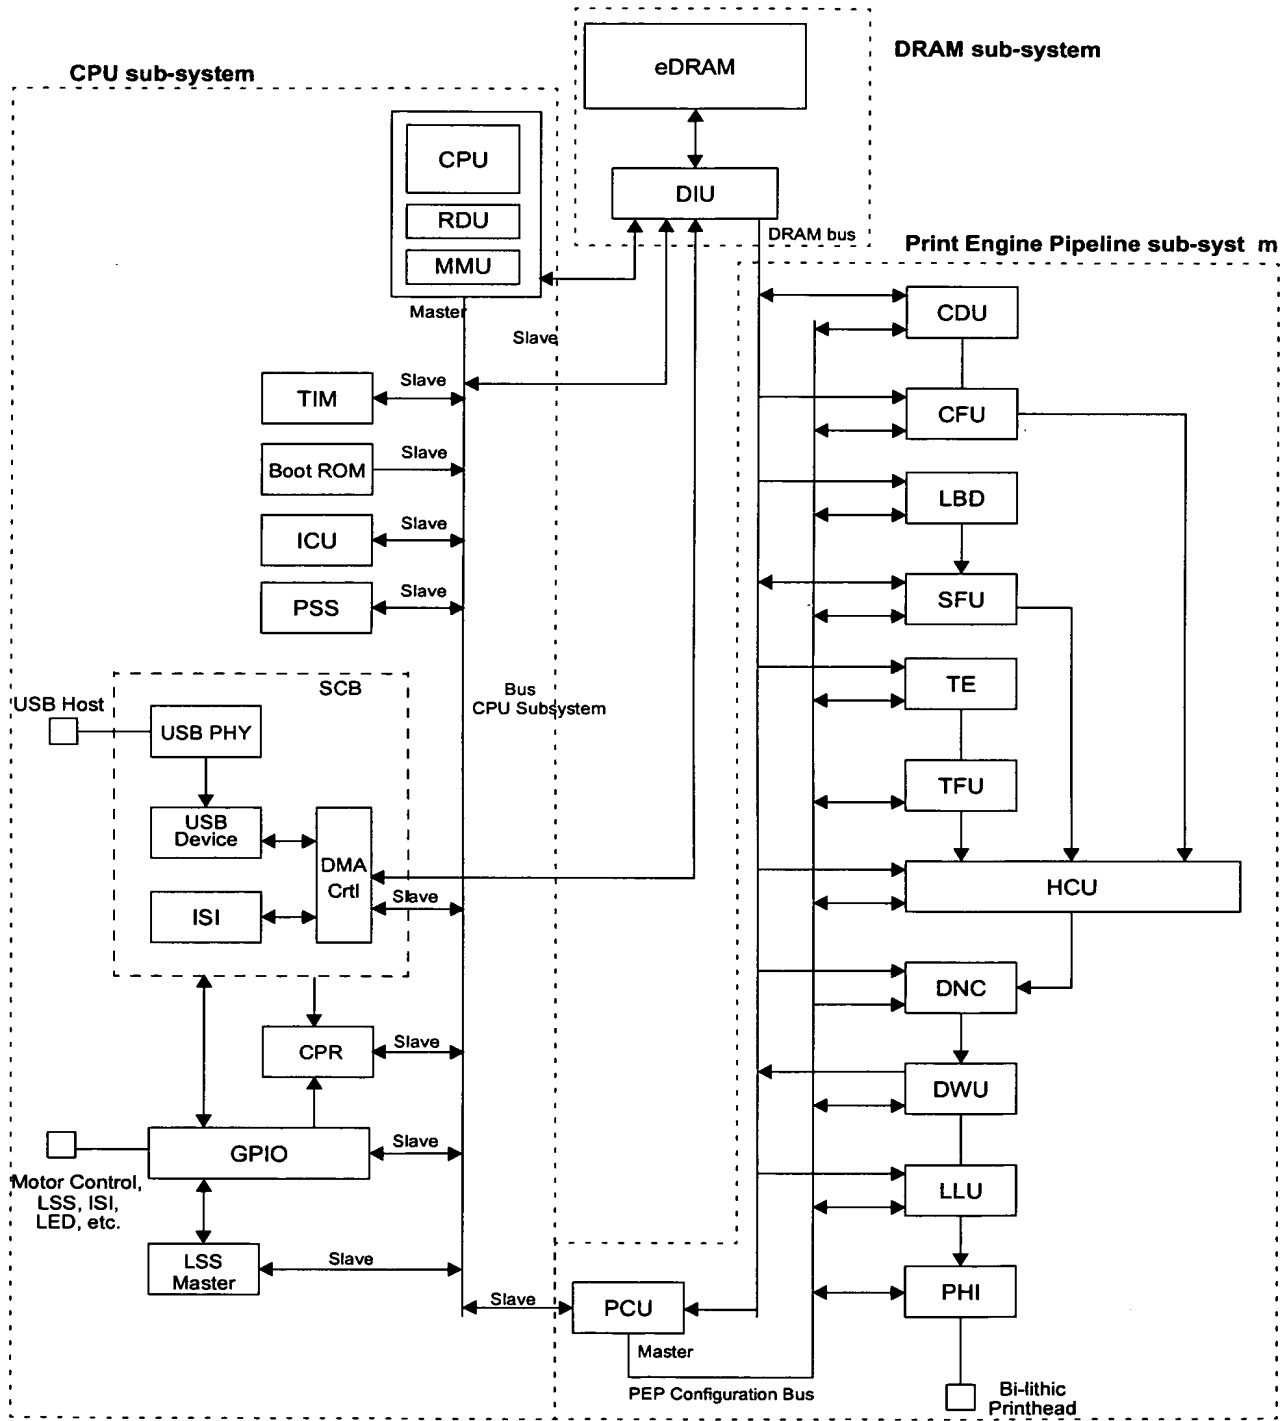 DRAM sub-system
eDRAM
CPU sub-system
CPU
RDU
MMU
Master
DIU
DRAM bus
Print Engine Pipeline sub-syst m
Slave
CDU
TIM
Slave
CFU
Boot ROM
Slave
LBD
ICU
Slave
PSS
Slave
SFU
SCB
USB Host
USB PHY
Bus
CPU Subsystem
TE
TFU
USB
Device
DMA
Crtl
ISI
Slave
HCU
DNC
CPR
Slave
DWU
GPIO
Slave
Motor Control,
LSS, ISI,
LED, etc.
LLU
LSS
Master
Slave
Slave
PCU
PHI
Master
PEP Configuration Bus
Bi-lithic
Printhead